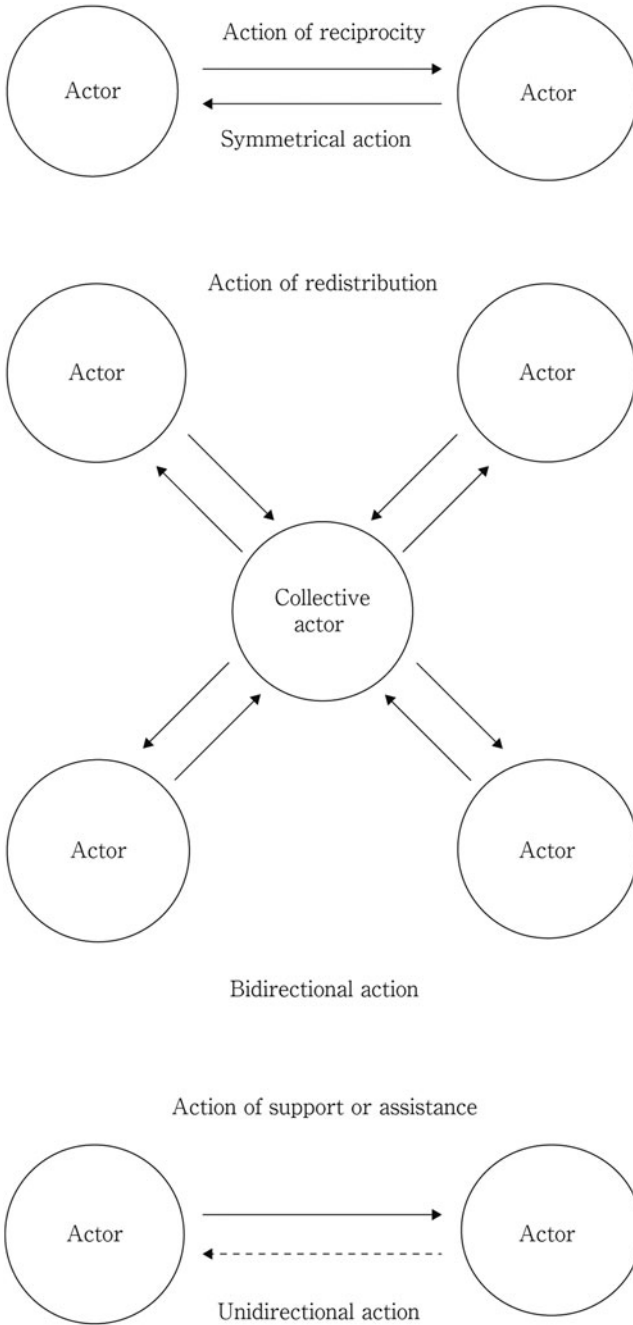 Action of reciprocity
Actor
Actor
Symmetrical action
Action of redistribution
Actor
Actor
Collective
actor
Actor
Actor
Bidirectional action
Action of support or assistance
Actor
Actor
Unidirectional action